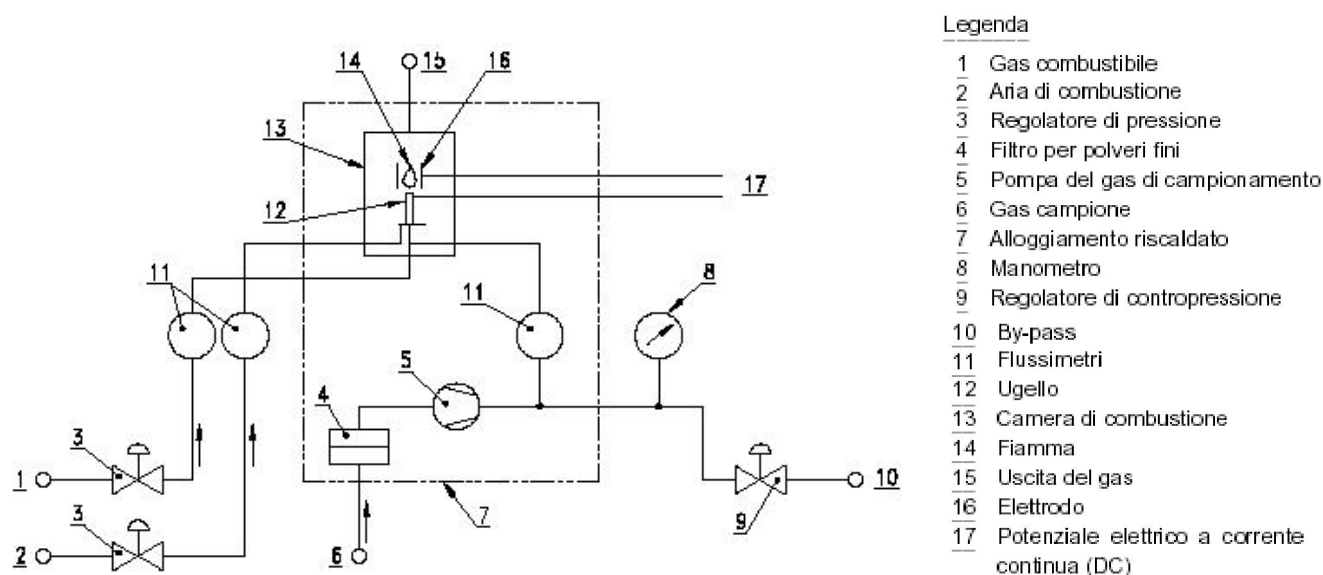 14
15
16
13
17
12
11
11
8
5
4
3
1
3
2
6
7
9
10
Legenda
1 Gas combustibile
2 Aria di combustione
3 Regolatore di pressione
4 Filtro per polveri fini
5 Pompa del gas di campionamento
6 Gas campione
7 Alloggiamento riscaldato
8 Manometro
9 Regolatore di contropressione
10 By-pass
11 Flussimetri
12 Ugello
13 Camera di combustione
14 Fiamma
15 Uscita del gas
16 Elettrodo
17 Potenziale elettrico a corrente
continua (DC)